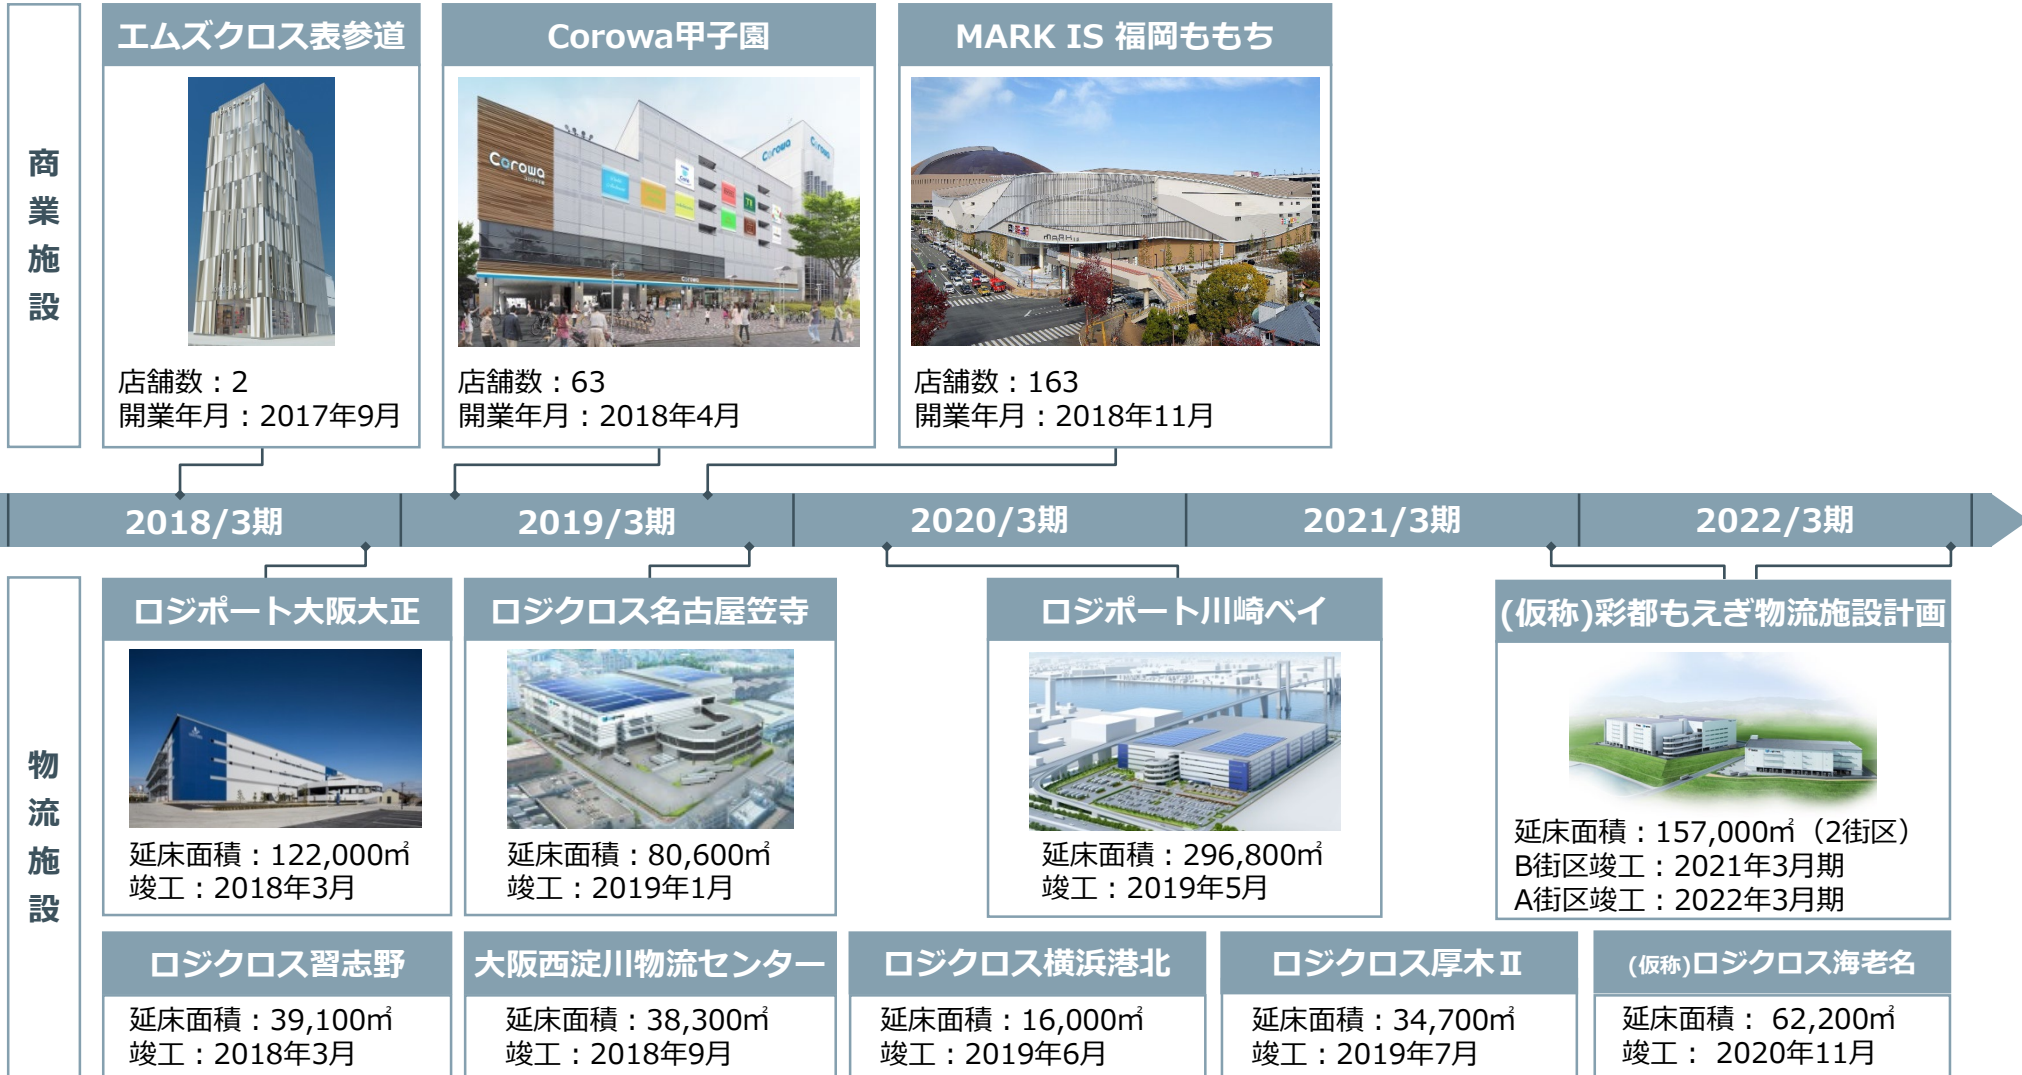 商業施設
エムズクロス表参道
店舗数：2
開業年月：2017年9月
Corowa甲子園
Corowa
Corowa
Corowa
Corowa
店舗数：63
開業年月：2018年4月
MARK IS 福岡ももち
MARK IS
店舗数：163
開業年月：2018年11月
2018/3期
2019/3期
2020/3期
2021/3期
2022/3期
物流施設
ロジポート大阪大正
延床面積：122,000㎡
竣工：2018年3月
ロジクロス名古屋笠寺
延床面積：80,600㎡
竣工：2019年1月
ロジポート川崎ベイ
延床面積：296,800㎡
竣工：2019年5月
(仮称)彩都もえぎ物流施設計画
延床面積：157,000㎡（2街区）
B街区竣工：2021年3月期
A街区竣工：2022年3月期
ロジクロス習志野
延床面積：39,100㎡
竣工：2018年3月
大阪西淀川物流センター
延床面積：38,300㎡
竣工：2018年9月
ロジクロス横浜港北
延床面積：16,000㎡
竣工：2019年6月
ロジクロス厚木Ⅱ
延床面積：34,700㎡
竣工：2019年7月
(仮称)ロジクロス海老名
延床面積： 62,200㎡
竣工： 2020年11月